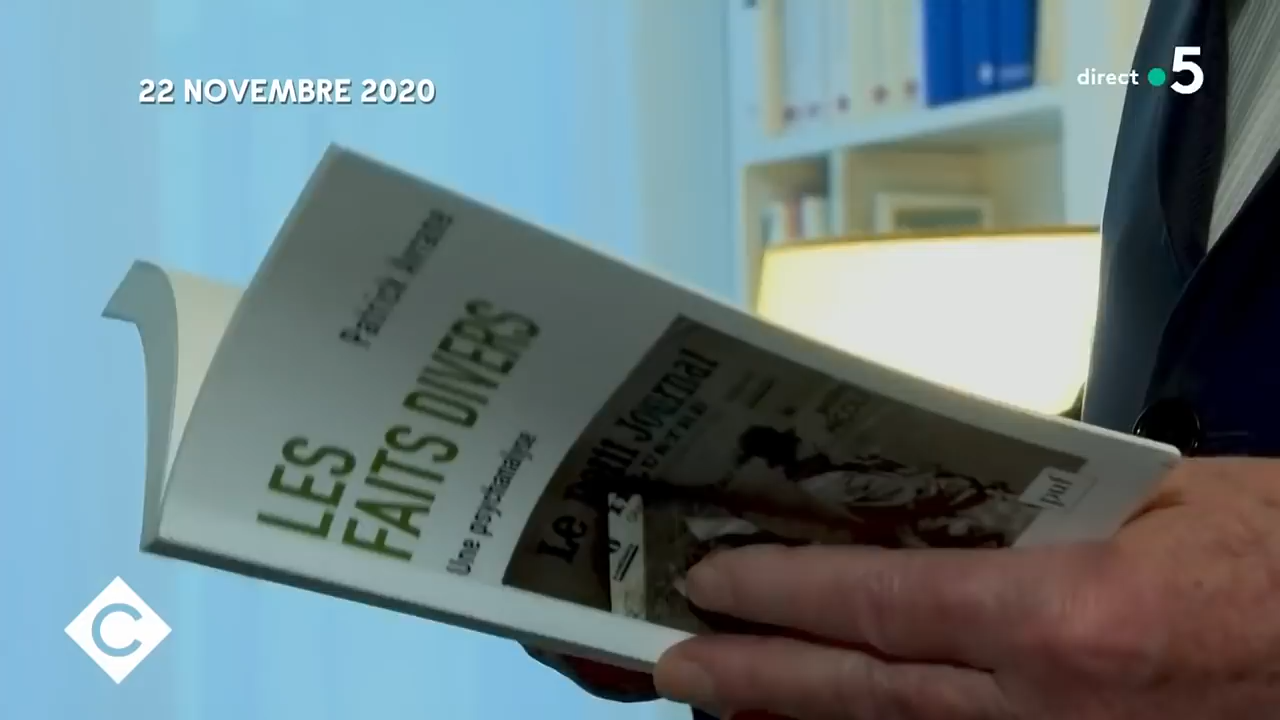 22 NOVEMBRE 2020
direct 5
Patrick Avrane
LES
FAITS DIVERS
Une psychanalyse
Le Petit Journal
puf
C